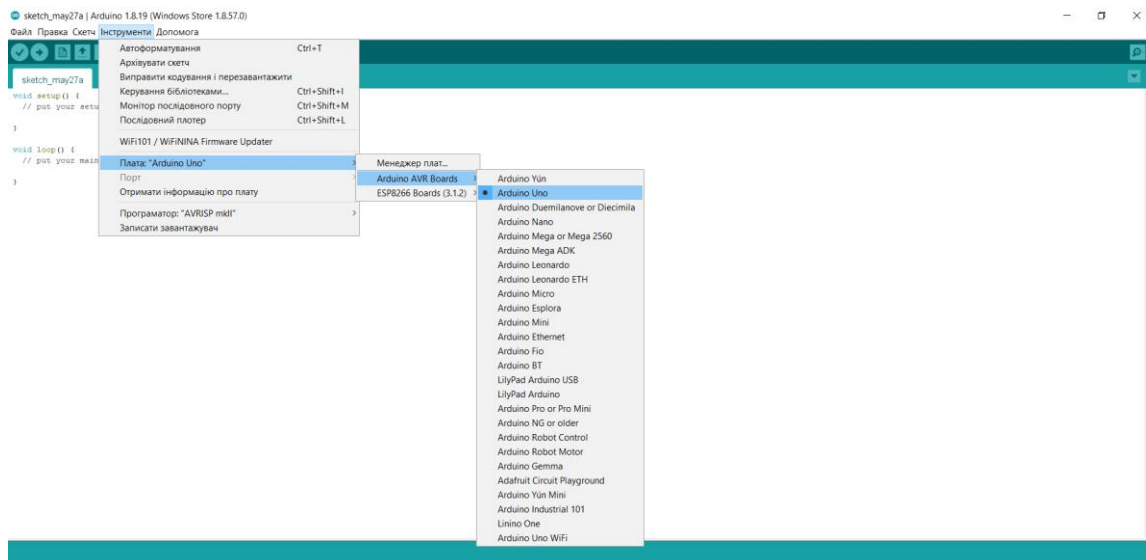 sketch_may27a | Arduino 1.8.19 (Windows Store 1.8.57.0)
Файл Правка Скетч Інструменти Допомога
sketch_may27a
void setup() {
// put your setu
}
void loop() {
// put your main
}
Автоформатування Ctrl+T
Архівувати скетч
Виправити кодування і перезавантажити
Керування бібліотеками... Ctrl+Shift+I
Монітор послідовного порту Ctrl+Shift+M
Послідовний плотер Ctrl+Shift+L
WiFi101 / WiFiNINA Firmware Updater
Плата: "Arduino Uno"
Порт
Отримати інформацію про плату
Програматор: "AVRISP mkII"
Записати завантажувач
Менеджер плат...
Arduino AVR Boards
ESP8266 Boards (3.1.2)
Arduino Yún
Arduino Uno
Arduino Duemilanove or Diecimila
Arduino Nano
Arduino Mega or Mega 2560
Arduino Mega ADK
Arduino Leonardo
Arduino Leonardo ETH
Arduino Micro
Arduino Esplora
Arduino Mini
Arduino Ethernet
Arduino Fio
Arduino BT
LilyPad Arduino USB
LilyPad Arduino
Arduino Pro or Pro Mini
Arduino NG or older
Arduino Robot Control
Arduino Robot Motor
Arduino Gemma
Adafruit Circuit Playground
Arduino Yún Mini
Arduino Industrial 101
Linino One
Arduino Uno WiFi